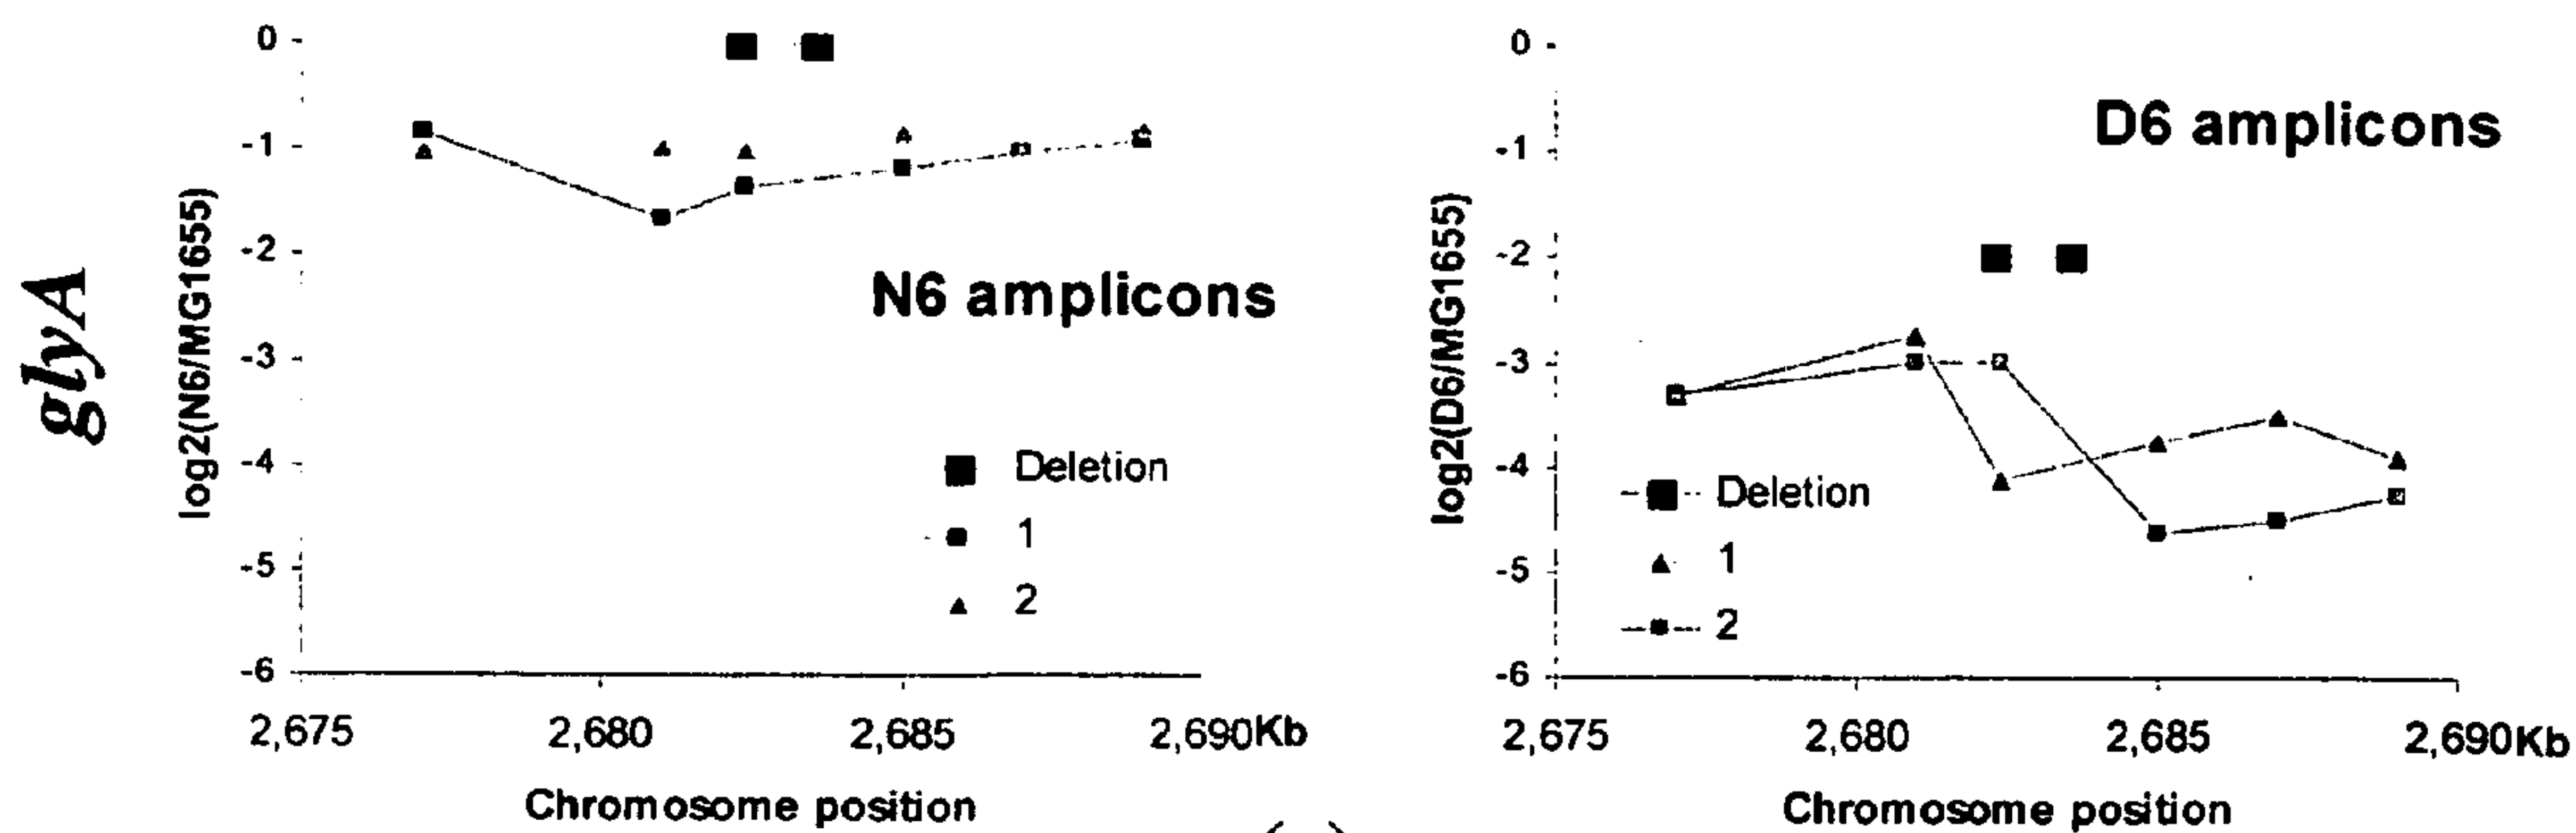 glyA
log2(N6/MG1655)
0
-1
-2
-3
-4
-5
-6
N6 amplicons
Deletion
1
2
2,675
2,680
2,685
2,690Kb
Chromosome position
log2(D6/MG1655)
0
-1
-2
-3
-4
-5
-6
D6 amplicons
Deletion
1
2
2,675
2,680
2,685
2,690Kb
Chromosome position